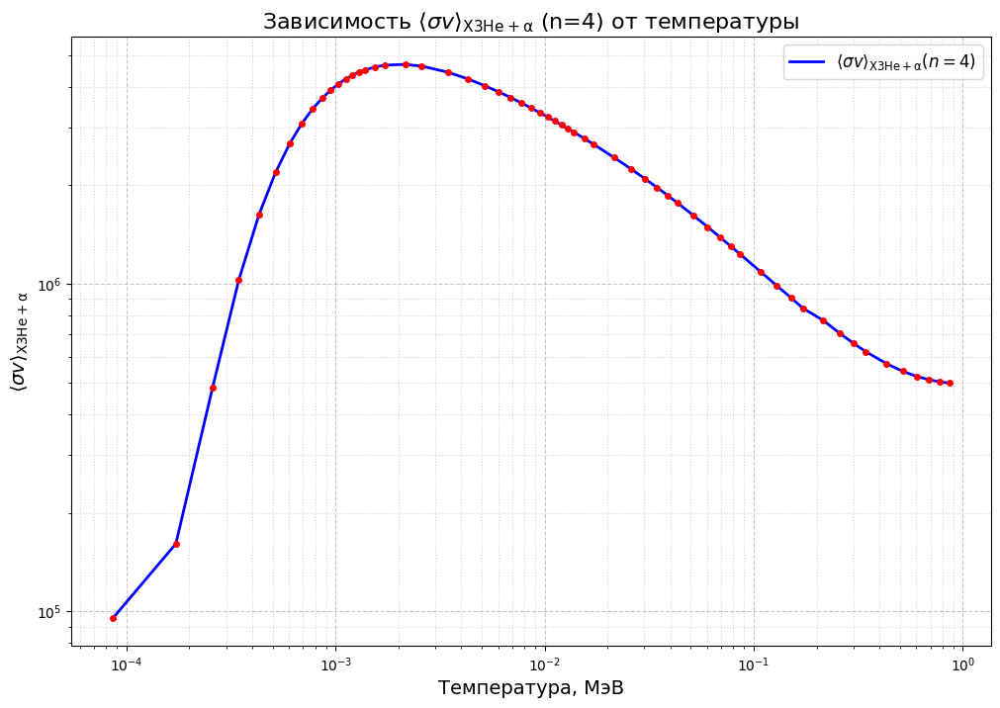 Зависимость ⟨σv⟩X3He + α (n=4) от температуры
⟨σv⟩X3He + α(n = 4)
⟨σv⟩X3He + α
10⁶
10⁵
10⁻⁴ 10⁻³ 10⁻² 10⁻¹ 10⁰
Температура, МэВ